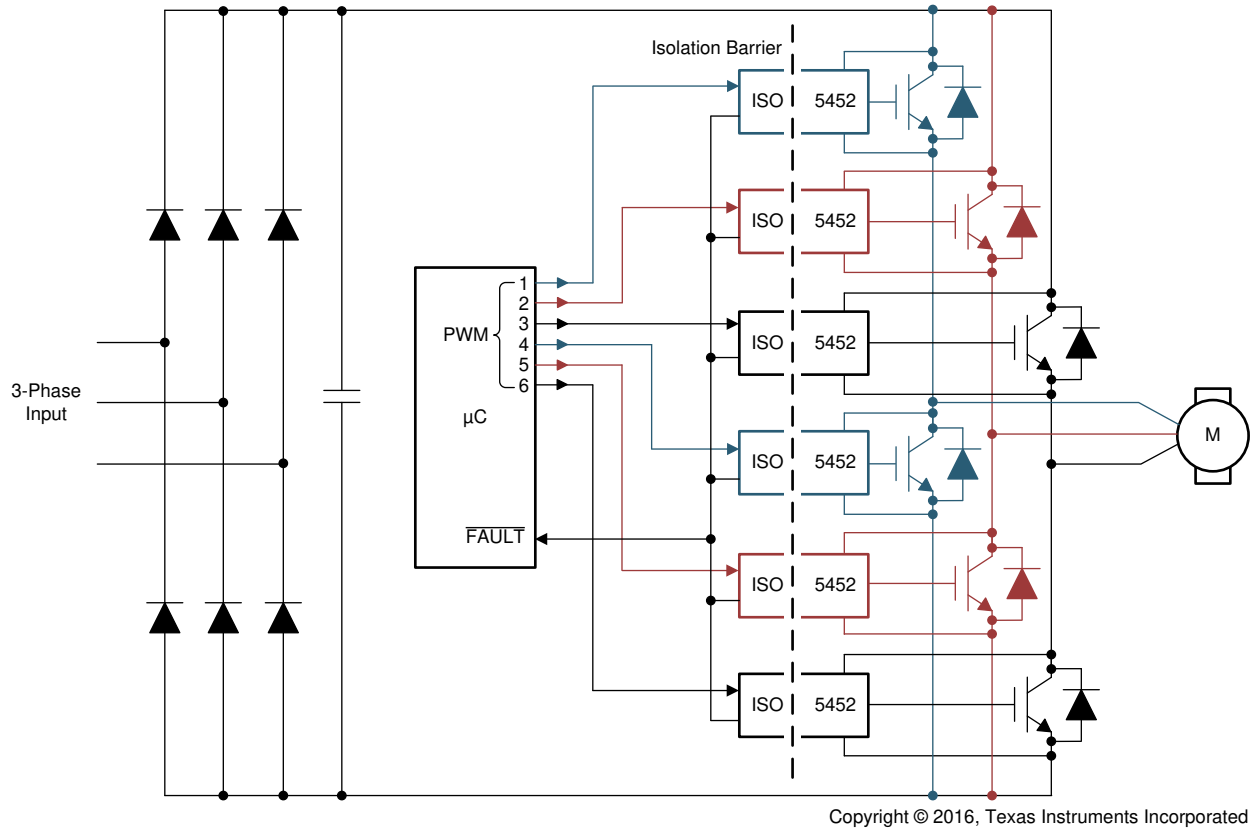 Isolation Barrier
ISO 5452
ISO 5452
1
2
3
4
5
6
PWM
ISO 5452
3-Phase
Input
µC
M
ISO 5452
FAULT
ISO 5452
ISO 5452
Copyright © 2016, Texas Instruments Incorporated